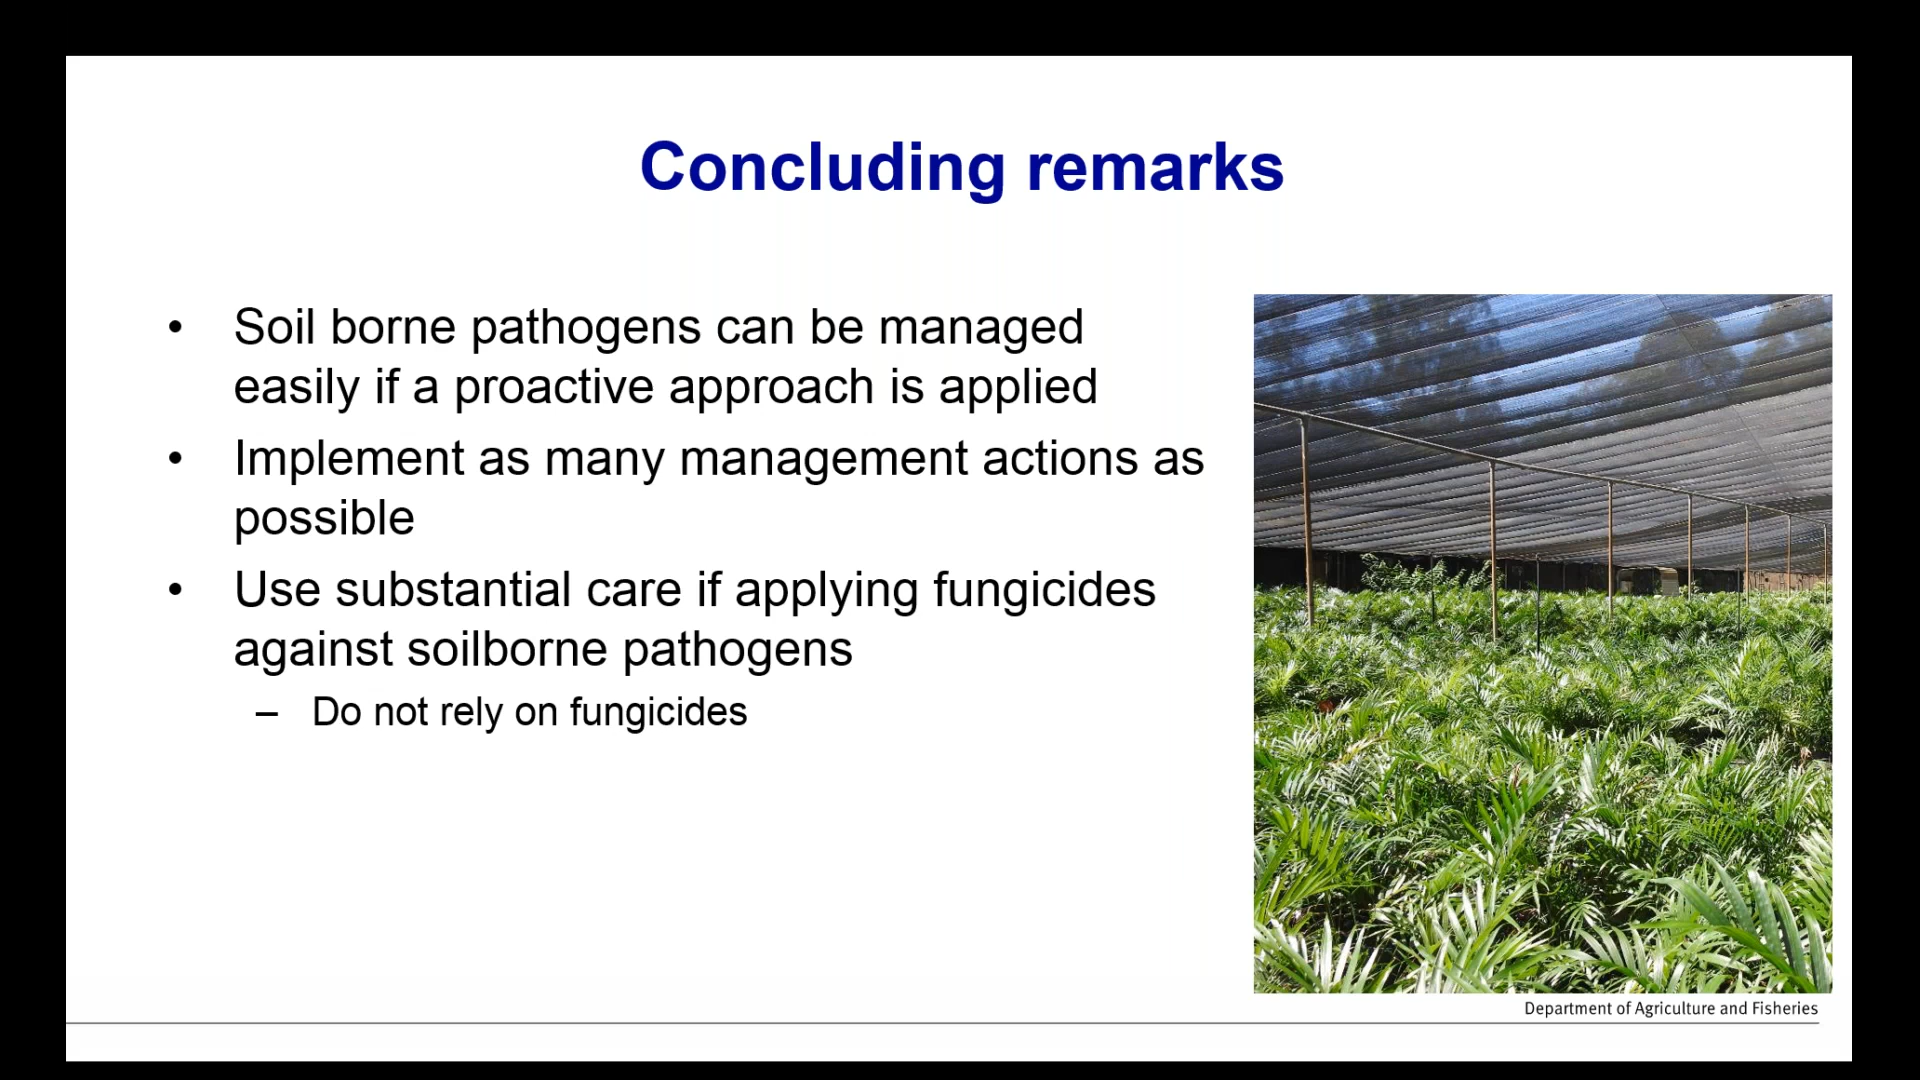 Concluding remarks
• Soil borne pathogens can be managed
easily if a proactive approach is applied
• Implement as many management actions as
possible
• Use substantial care if applying fungicides
against soilborne pathogens
– Do not rely on fungicides
Department of Agriculture and Fisheries